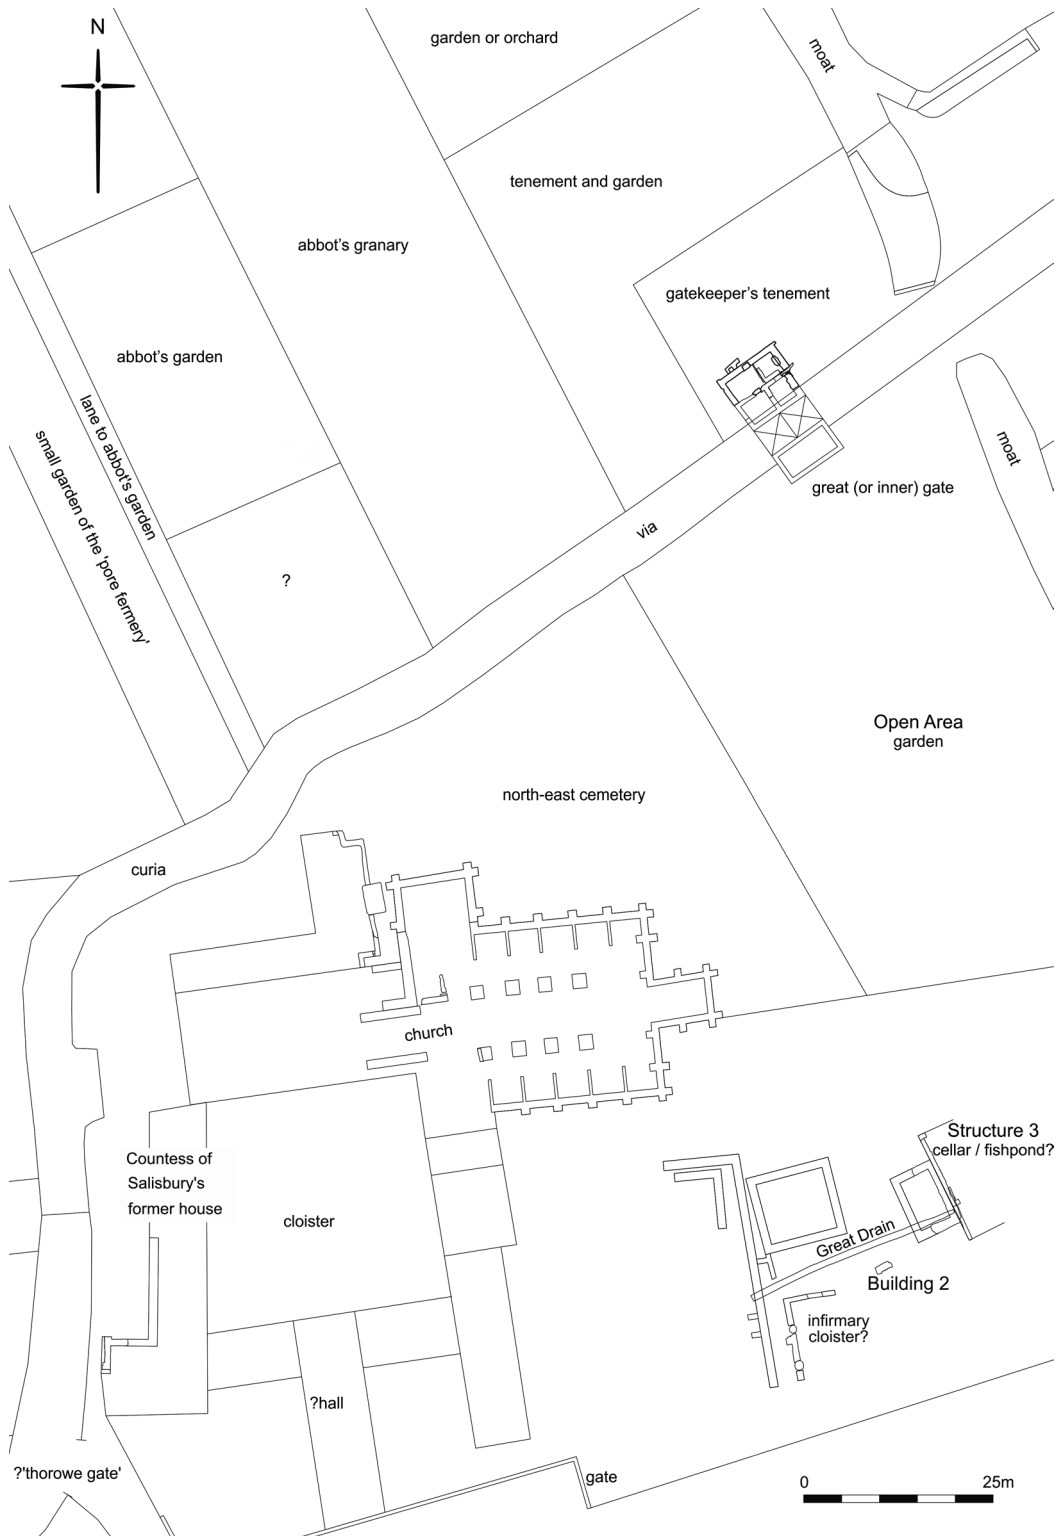 N
garden or orchard
moat
tenement and garden
abbot's granary
gatekeeper's tenement
abbot's garden
lane to abbot's garden
small garden of the 'pore fermery'
moat
great (or inner) gate
via
?
Open Area
garden
north-east cemetery
curia
church
Structure 3
cellar / fishpond?
Countess of
Salisbury's
former house
cloister
Great Drain
Building 2
infirmary
cloister?
?hall
?'thorowe gate'
gate
0 25m